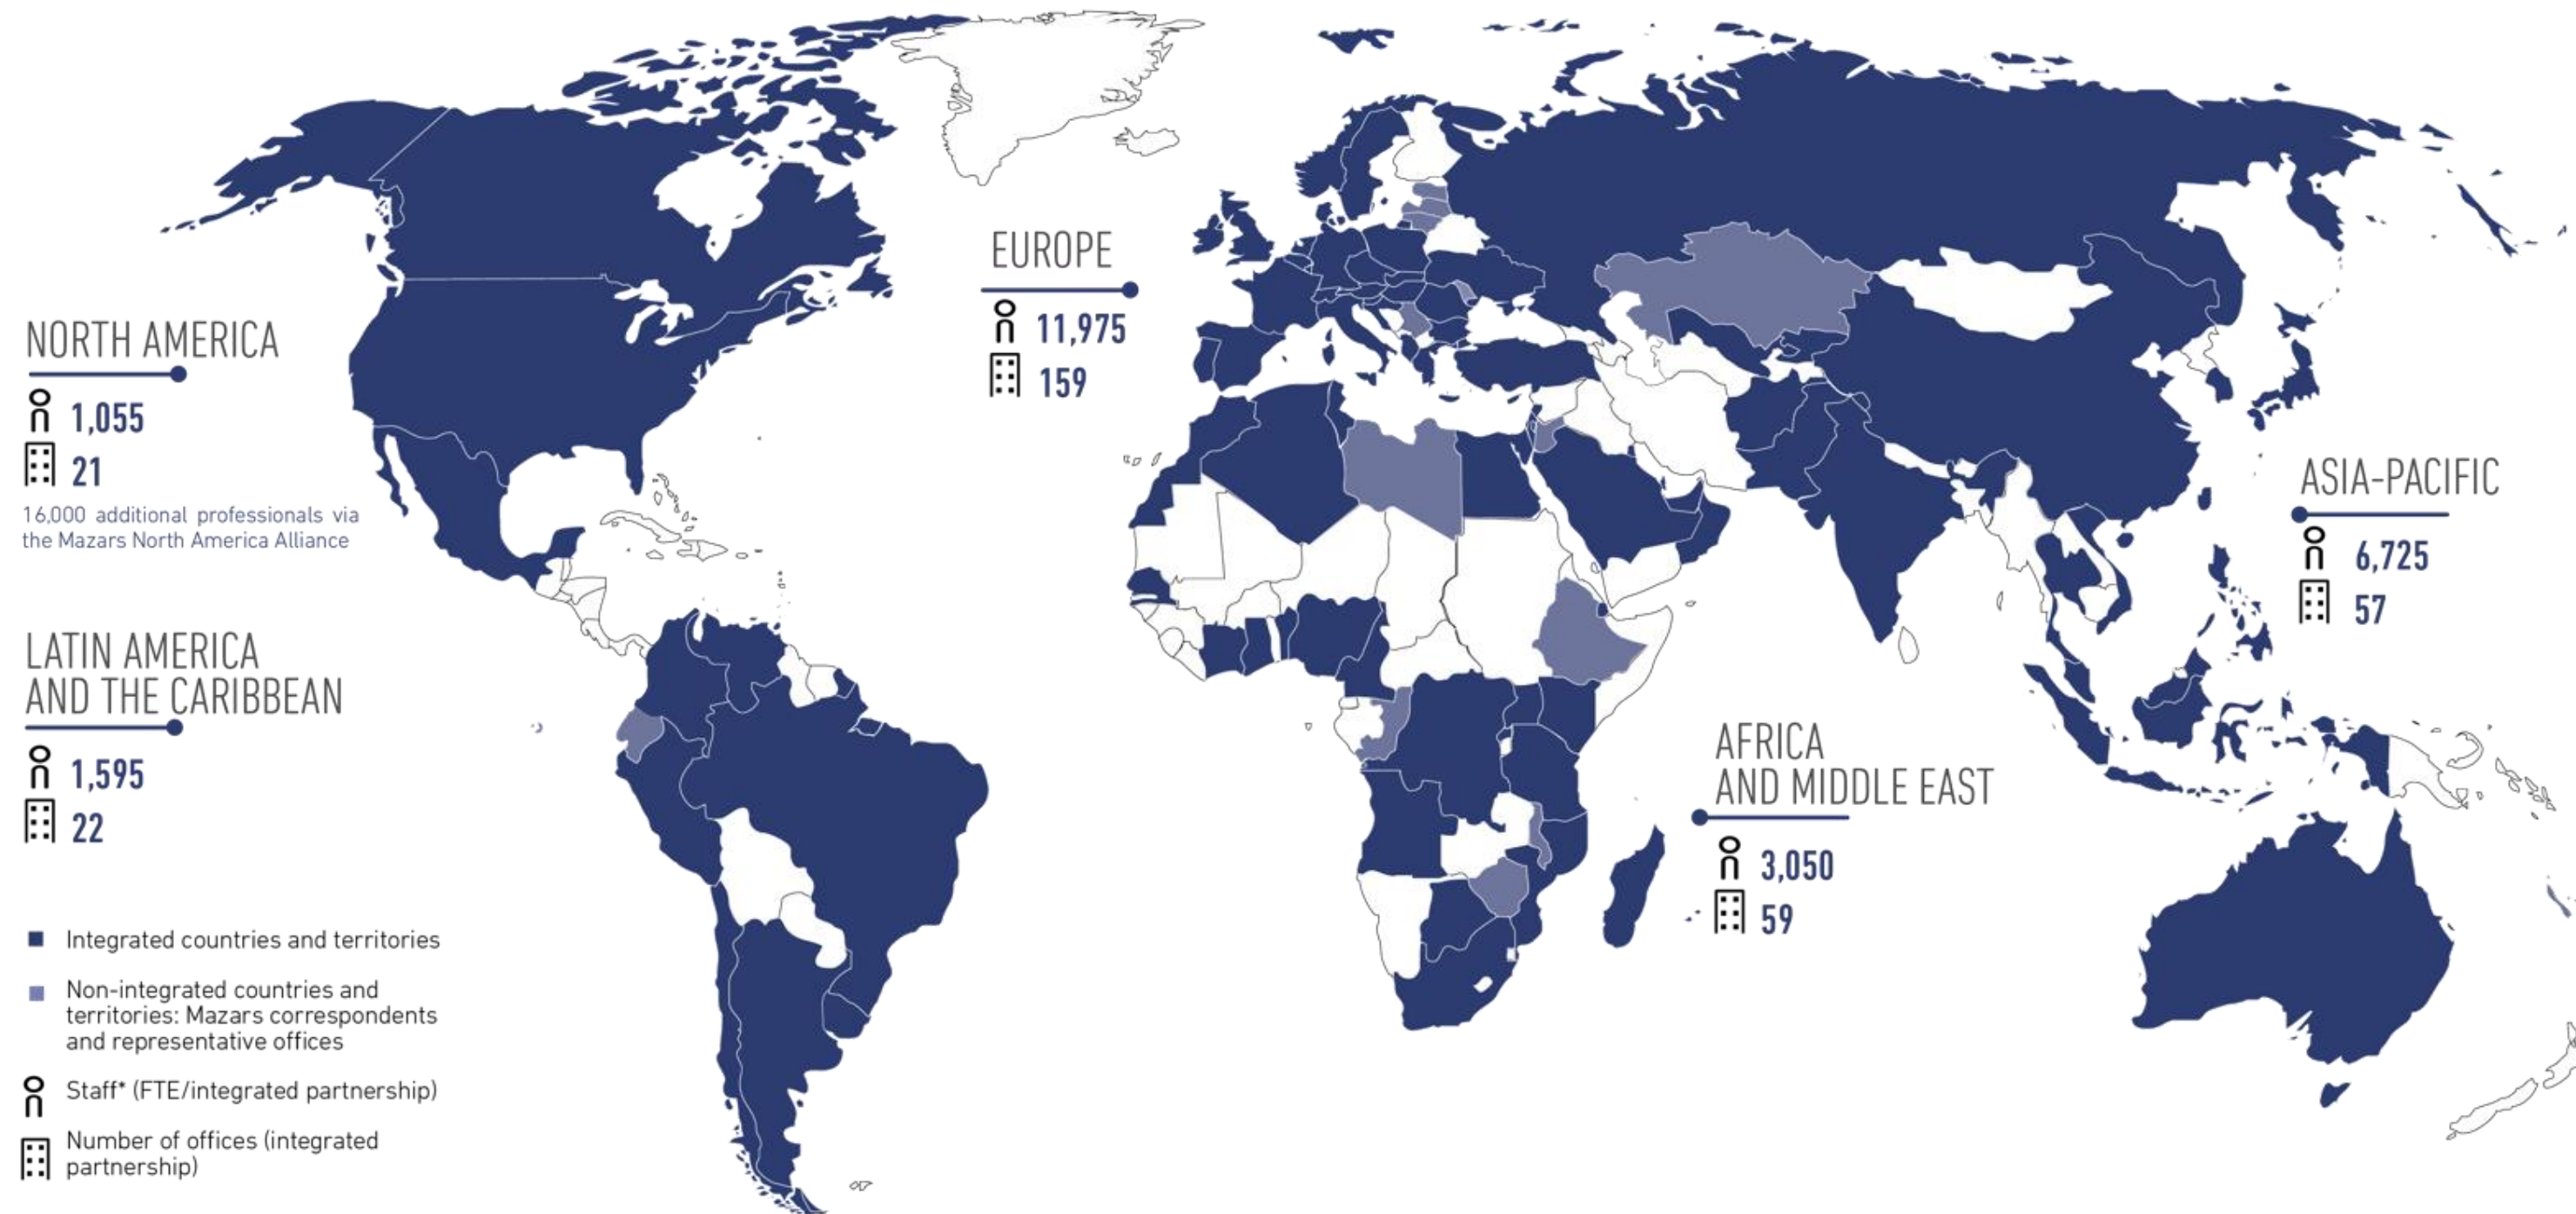 NORTH AMERICA
1,055
21
16,000 additional professionals via
the Mazars North America Alliance
LATIN AMERICA
AND THE CARIBBEAN
1,595
22
EUROPE
11,975
159
ASIA-PACIFIC
6,725
57
AFRICA
AND MIDDLE EAST
3,050
59
Integrated countries and territories
Non-integrated countries and
territories: Mazars correspondents
and representative offices
Staff* (FTE/integrated partnership)
Number of offices (integrated
partnership)